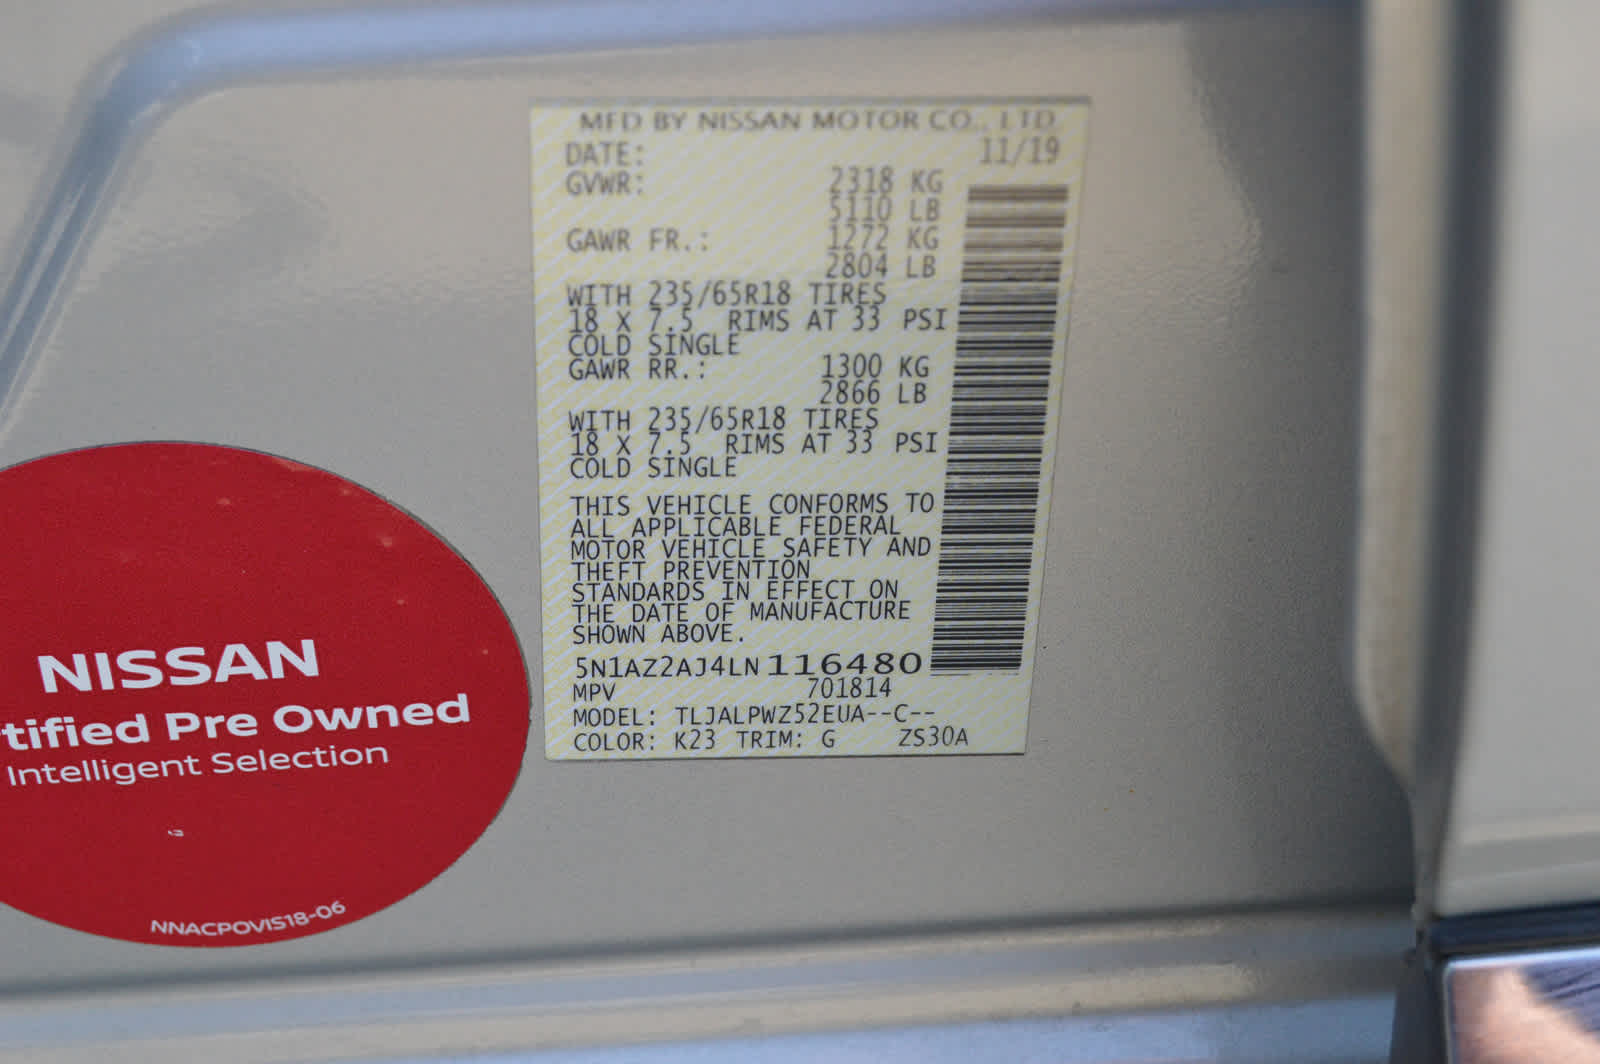 MFD BY NISSAN MOTOR CO., LTD.
DATE: 11/19
GVWR: 2318 KG
5110 LB
GAWR FR.: 1272 KG
2804 LB
WITH 235/65R18 TIRES
18 X 7.5 RIMS AT 33 PSI
COLD SINGLE
GAWR RR.: 1300 KG
2866 LB
WITH 235/65R18 TIRES
18 X 7.5 RIMS AT 33 PSI
COLD SINGLE
THIS VEHICLE CONFORMS TO
ALL APPLICABLE FEDERAL
MOTOR VEHICLE SAFETY AND
THEFT PREVENTION
STANDARDS IN EFFECT ON
THE DATE OF MANUFACTURE
SHOWN ABOVE.
5N1AZ2AJ4LN116480
MPV 701814
MODEL: TLJALPWZ52EUA--C--
COLOR: K23 TRIM: G ZS30A
NISSAN
tified Pre Owned
Intelligent Selection
NNACPOVIS18-06